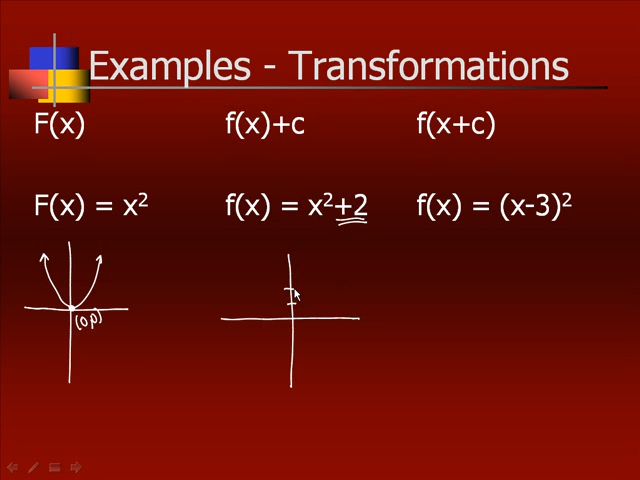 Examples - Transformations
F(x) f(x)+c f(x+c)
F(x) = x² f(x) = x²+2 f(x) = (x-3)²
(0,0)